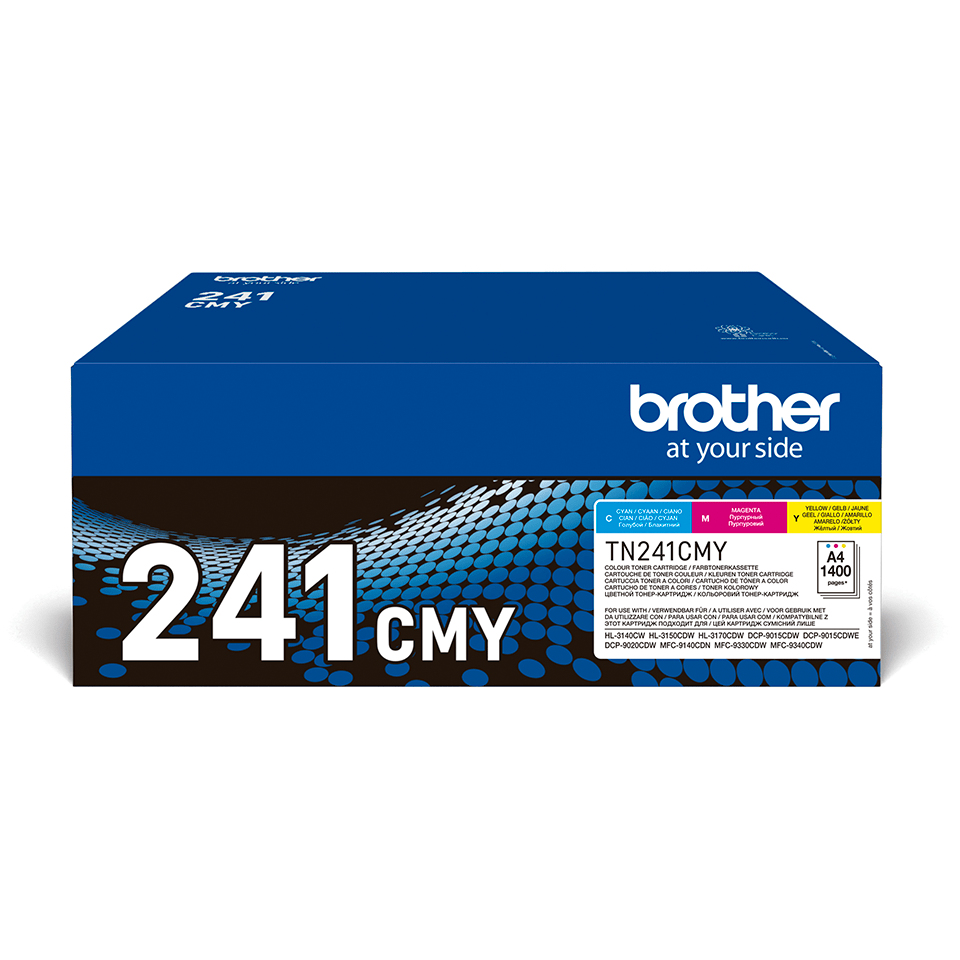 brother
at your side
241
CMY
brother
at your side
241 CMY
C
CYAN / CYAAN / CIANO
CIAN / CIÃO / CYJAN
Голубой / Блакитний
M
MAGENTA
Пурпурный
Пурпуровий
Y
YELLOW / GELB / JAUNE
GEEL / GIALLO / AMARILLO
AMARELO /ŻÓŁTY
Жёлтый / Жовтий
TN241CMY
COLOUR TONER CARTRIDGE / FARBTONERKASSETTE
CARTOUCHE DE TONER COULEUR / KLEUREN TONER CARTRIDGE
CARTUCCIA TONER A COLORI / CARTUCHO DE TÓNER A COLOR
CARTUCHO DE TONER A CORES / TONER KOLOROWY
ЦВЕТНОЙ ТОНЕР-КАРТРИДЖ / КОЛЬОРОВИЙ ТОНЕР-КАРТРИДЖ
A4
1400
pages*
FOR USE WITH / VERWENDBAR FÜR / A UTILISER AVEC / VOOR GEBRUIK MET
DA UTILIZZARE CON / PARA USAR CON / PARA USAR COM / KOMPATYBILNE Z
ЭТОТ КАРТРИДЖ ПОДХОДИТ ДЛЯ / ЦЕЙ КАРТРИДЖ СУМІСНИЙ ЛИШЕ
HL-3140CW HL-3150CDW HL-3170CDW DCP-9015CDW DCP-9015CDWE
DCP-9020CDW MFC-9140CDN MFC-9330CDW MFC-9340CDW
at your side = à vos côtés